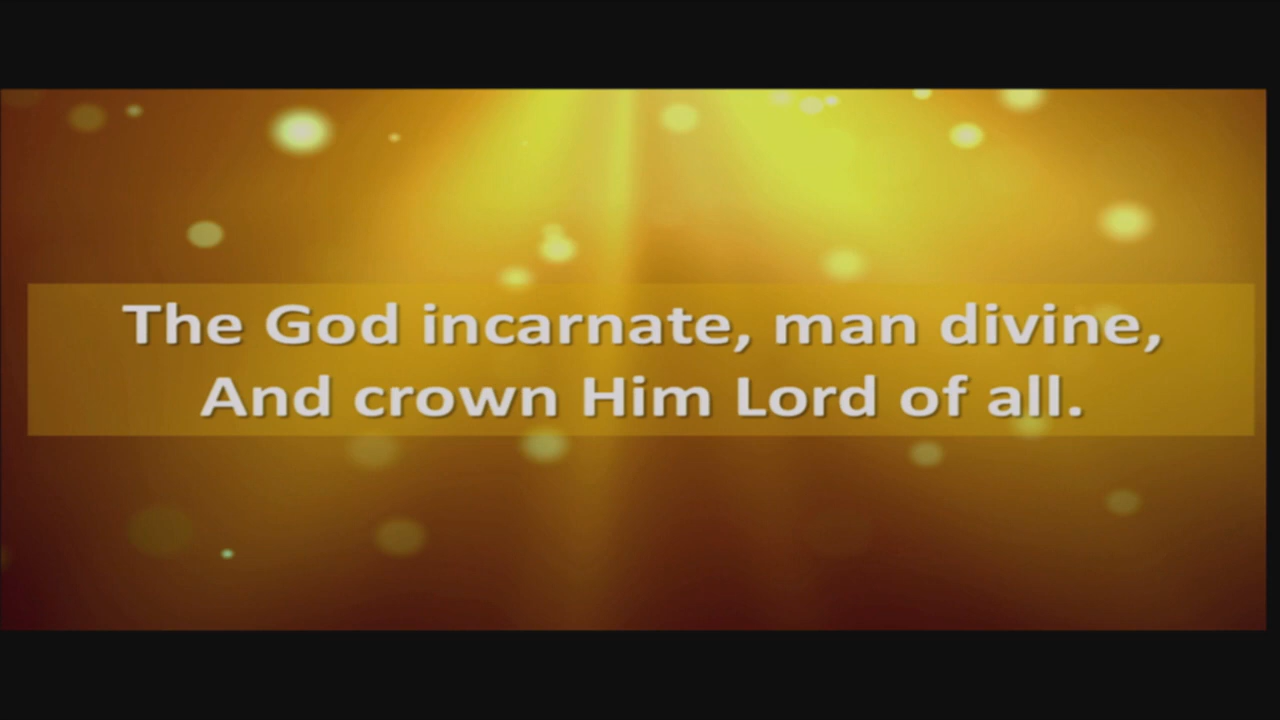 The God incarnate, man divine,
And crown Him Lord of all.